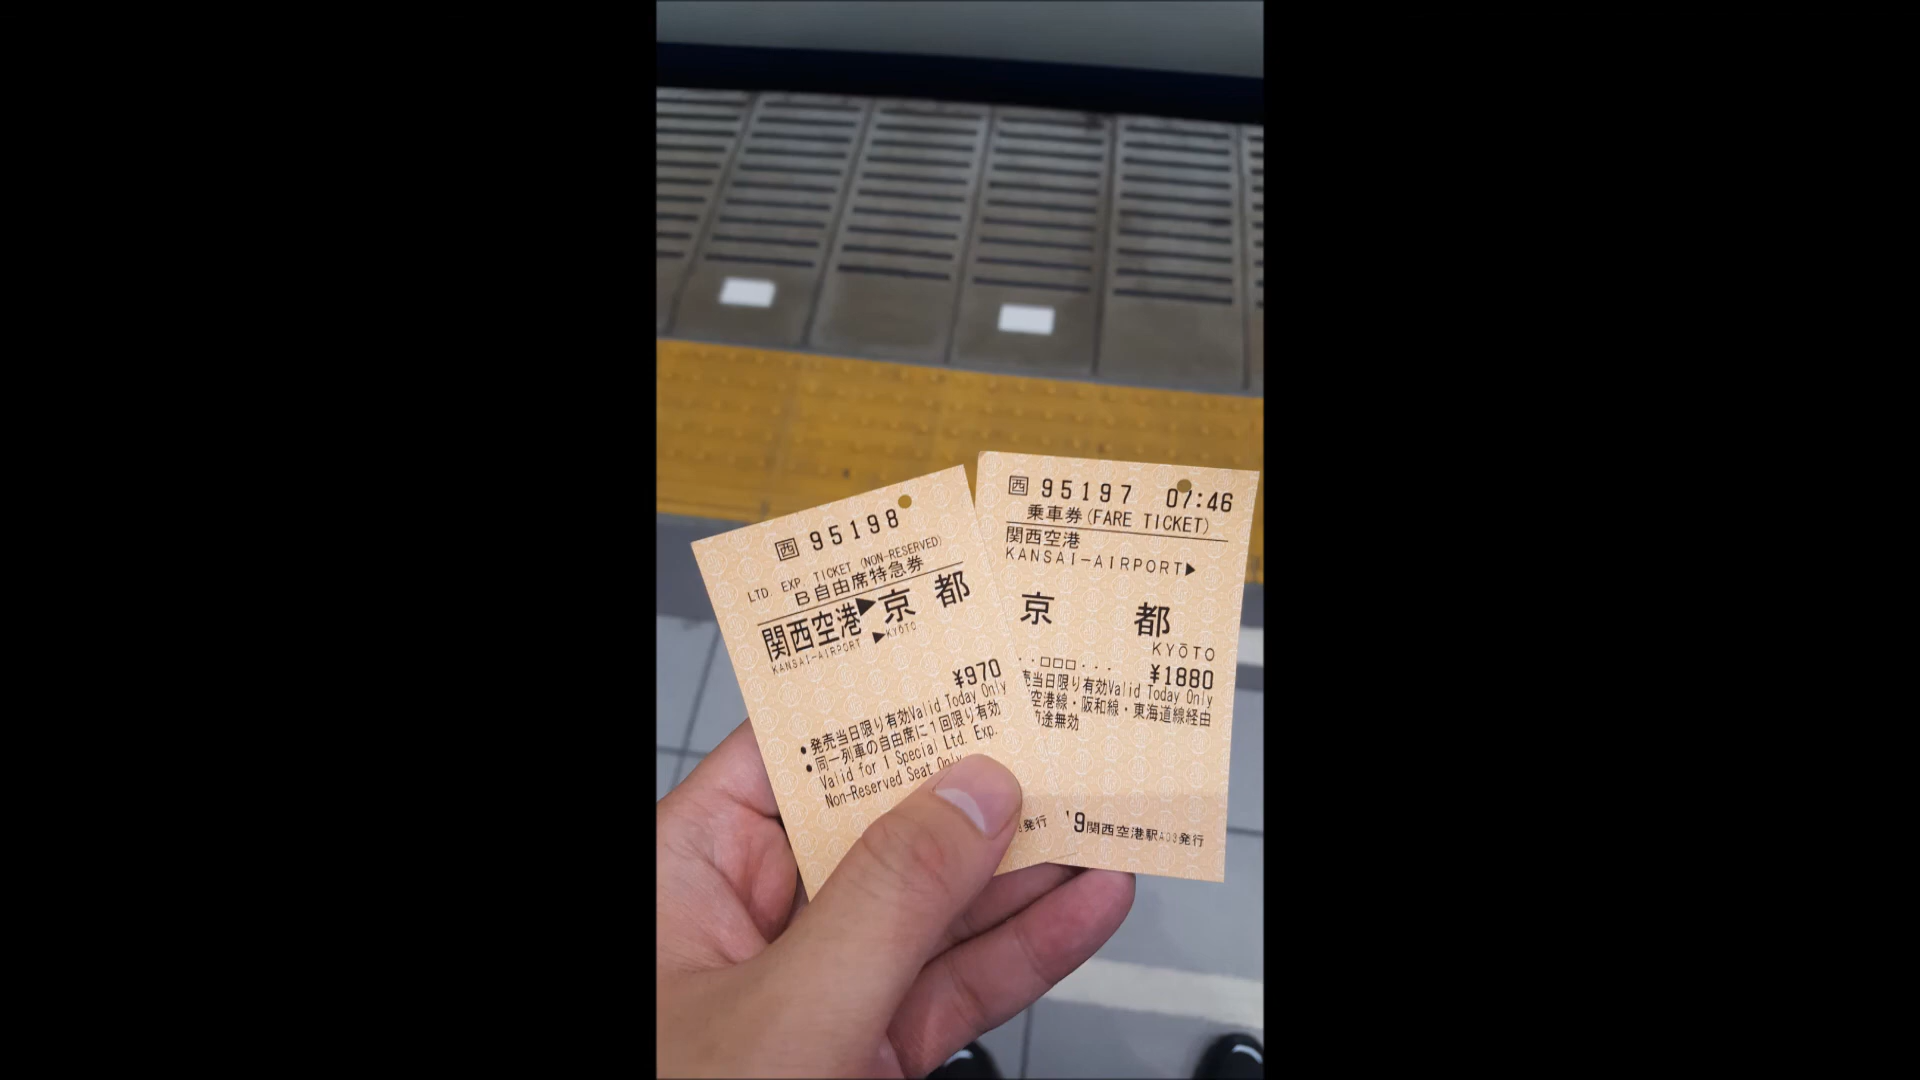 西 95198
LTD. EXP. TICKET (NON-RESERVED)
B自由席特急券
関西空港▶京都
KANSAI-AIRPORT ▶KYŌTO
¥970
●発売当日限り有効Valid Today Only
●同一列車の自由席に1回限り有効
Valid for 1 Special Ltd. Exp.
Non-Reserved Seat Only
発行
西 95197 07:46
乗車券(FARE TICKET)
関西空港
KANSAI-AIRPORT▶
京都
KYŌTO
··□□□··· ¥1880
売当日限り有効Valid Today Only
空港線・阪和線・東海道線経由
途無効
'9関西空港駅A03発行